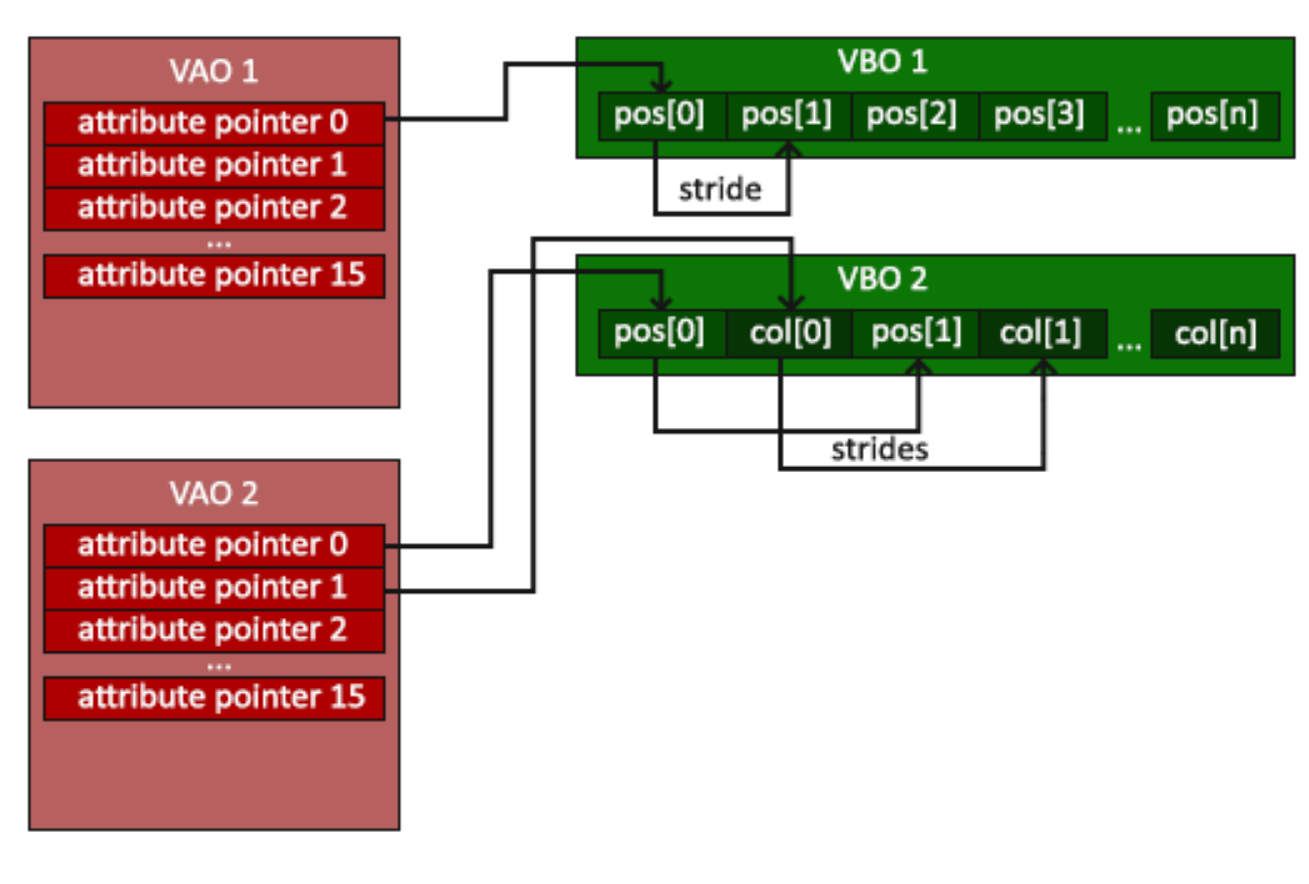 VAO 1
attribute pointer 0
attribute pointer 1
attribute pointer 2
...
attribute pointer 15
VBO 1
pos[0] pos[1] pos[2] pos[3] ... pos[n]
stride
VBO 2
pos[0] col[0] pos[1] col[1] ... col[n]
strides
VAO 2
attribute pointer 0
attribute pointer 1
attribute pointer 2
...
attribute pointer 15